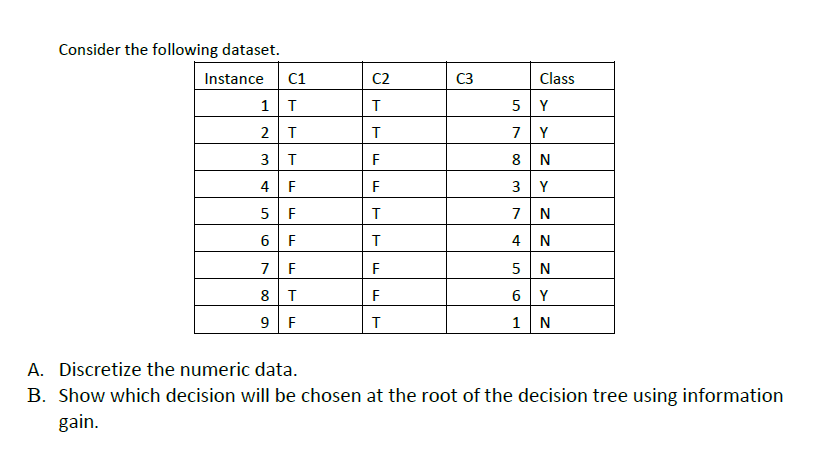 Consider the following dataset.
Instance C1 C2 C3 Class
1 T T 5 Y
2 T T 7 Y
3 T F 8 N
4 F F 3 Y
5 F T 7 N
6 F T 4 N
7 F F 5 N
8 T F 6 Y
9 F T 1 N
A. Discretize the numeric data.
B. Show which decision will be chosen at the root of the decision tree using information
gain.